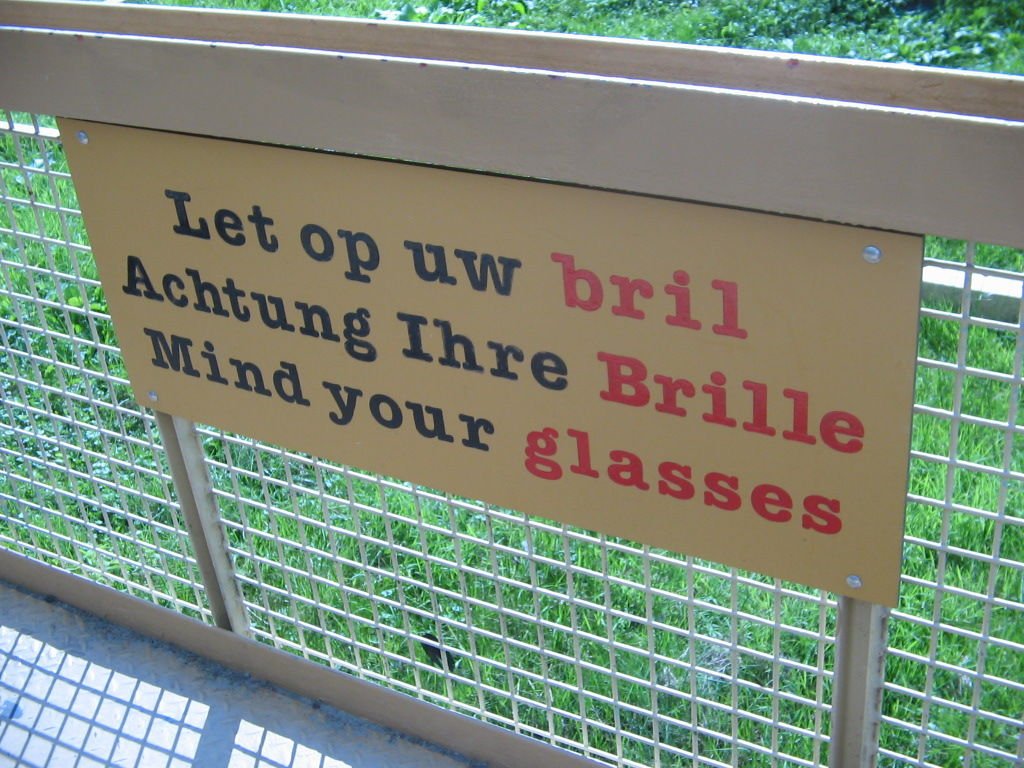 Let op uw bril
Achtung Ihre Brille
Mind your glasses